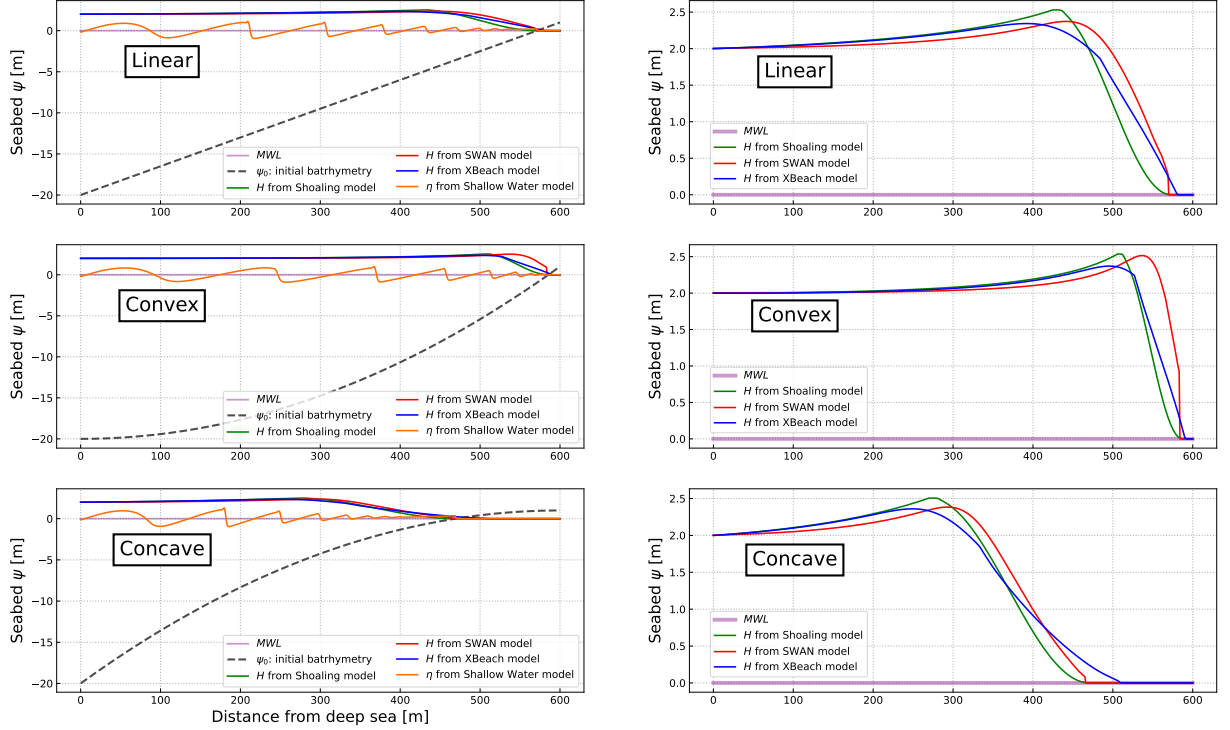 Seabed ψ [m]
0
−5
−10
−15
−20
Linear
MWL
ψ₀: initial batrhymetry
H from Shoaling model
H from SWAN model
H from XBeach model
η from Shallow Water model
0 100 200 300 400 500 600
Seabed ψ [m]
2.5
2.0
1.5
1.0
0.5
0.0
Linear
MWL
H from Shoaling model
H from SWAN model
H from XBeach model
0 100 200 300 400 500 600
Seabed ψ [m]
0
−5
−10
−15
−20
Convex
MWL
ψ₀: initial batrhymetry
H from Shoaling model
H from SWAN model
H from XBeach model
η from Shallow Water model
0 100 200 300 400 500 600
Seabed ψ [m]
2.5
2.0
1.5
1.0
0.5
0.0
Convex
MWL
H from Shoaling model
H from SWAN model
H from XBeach model
0 100 200 300 400 500 600
Seabed ψ [m]
0
−5
−10
−15
−20
Concave
MWL
ψ₀: initial batrhymetry
H from Shoaling model
H from SWAN model
H from XBeach model
η from Shallow Water model
0 100 200 300 400 500 600
Distance from deep sea [m]
Seabed ψ [m]
2.5
2.0
1.5
1.0
0.5
0.0
Concave
MWL
H from Shoaling model
H from SWAN model
H from XBeach model
0 100 200 300 400 500 600